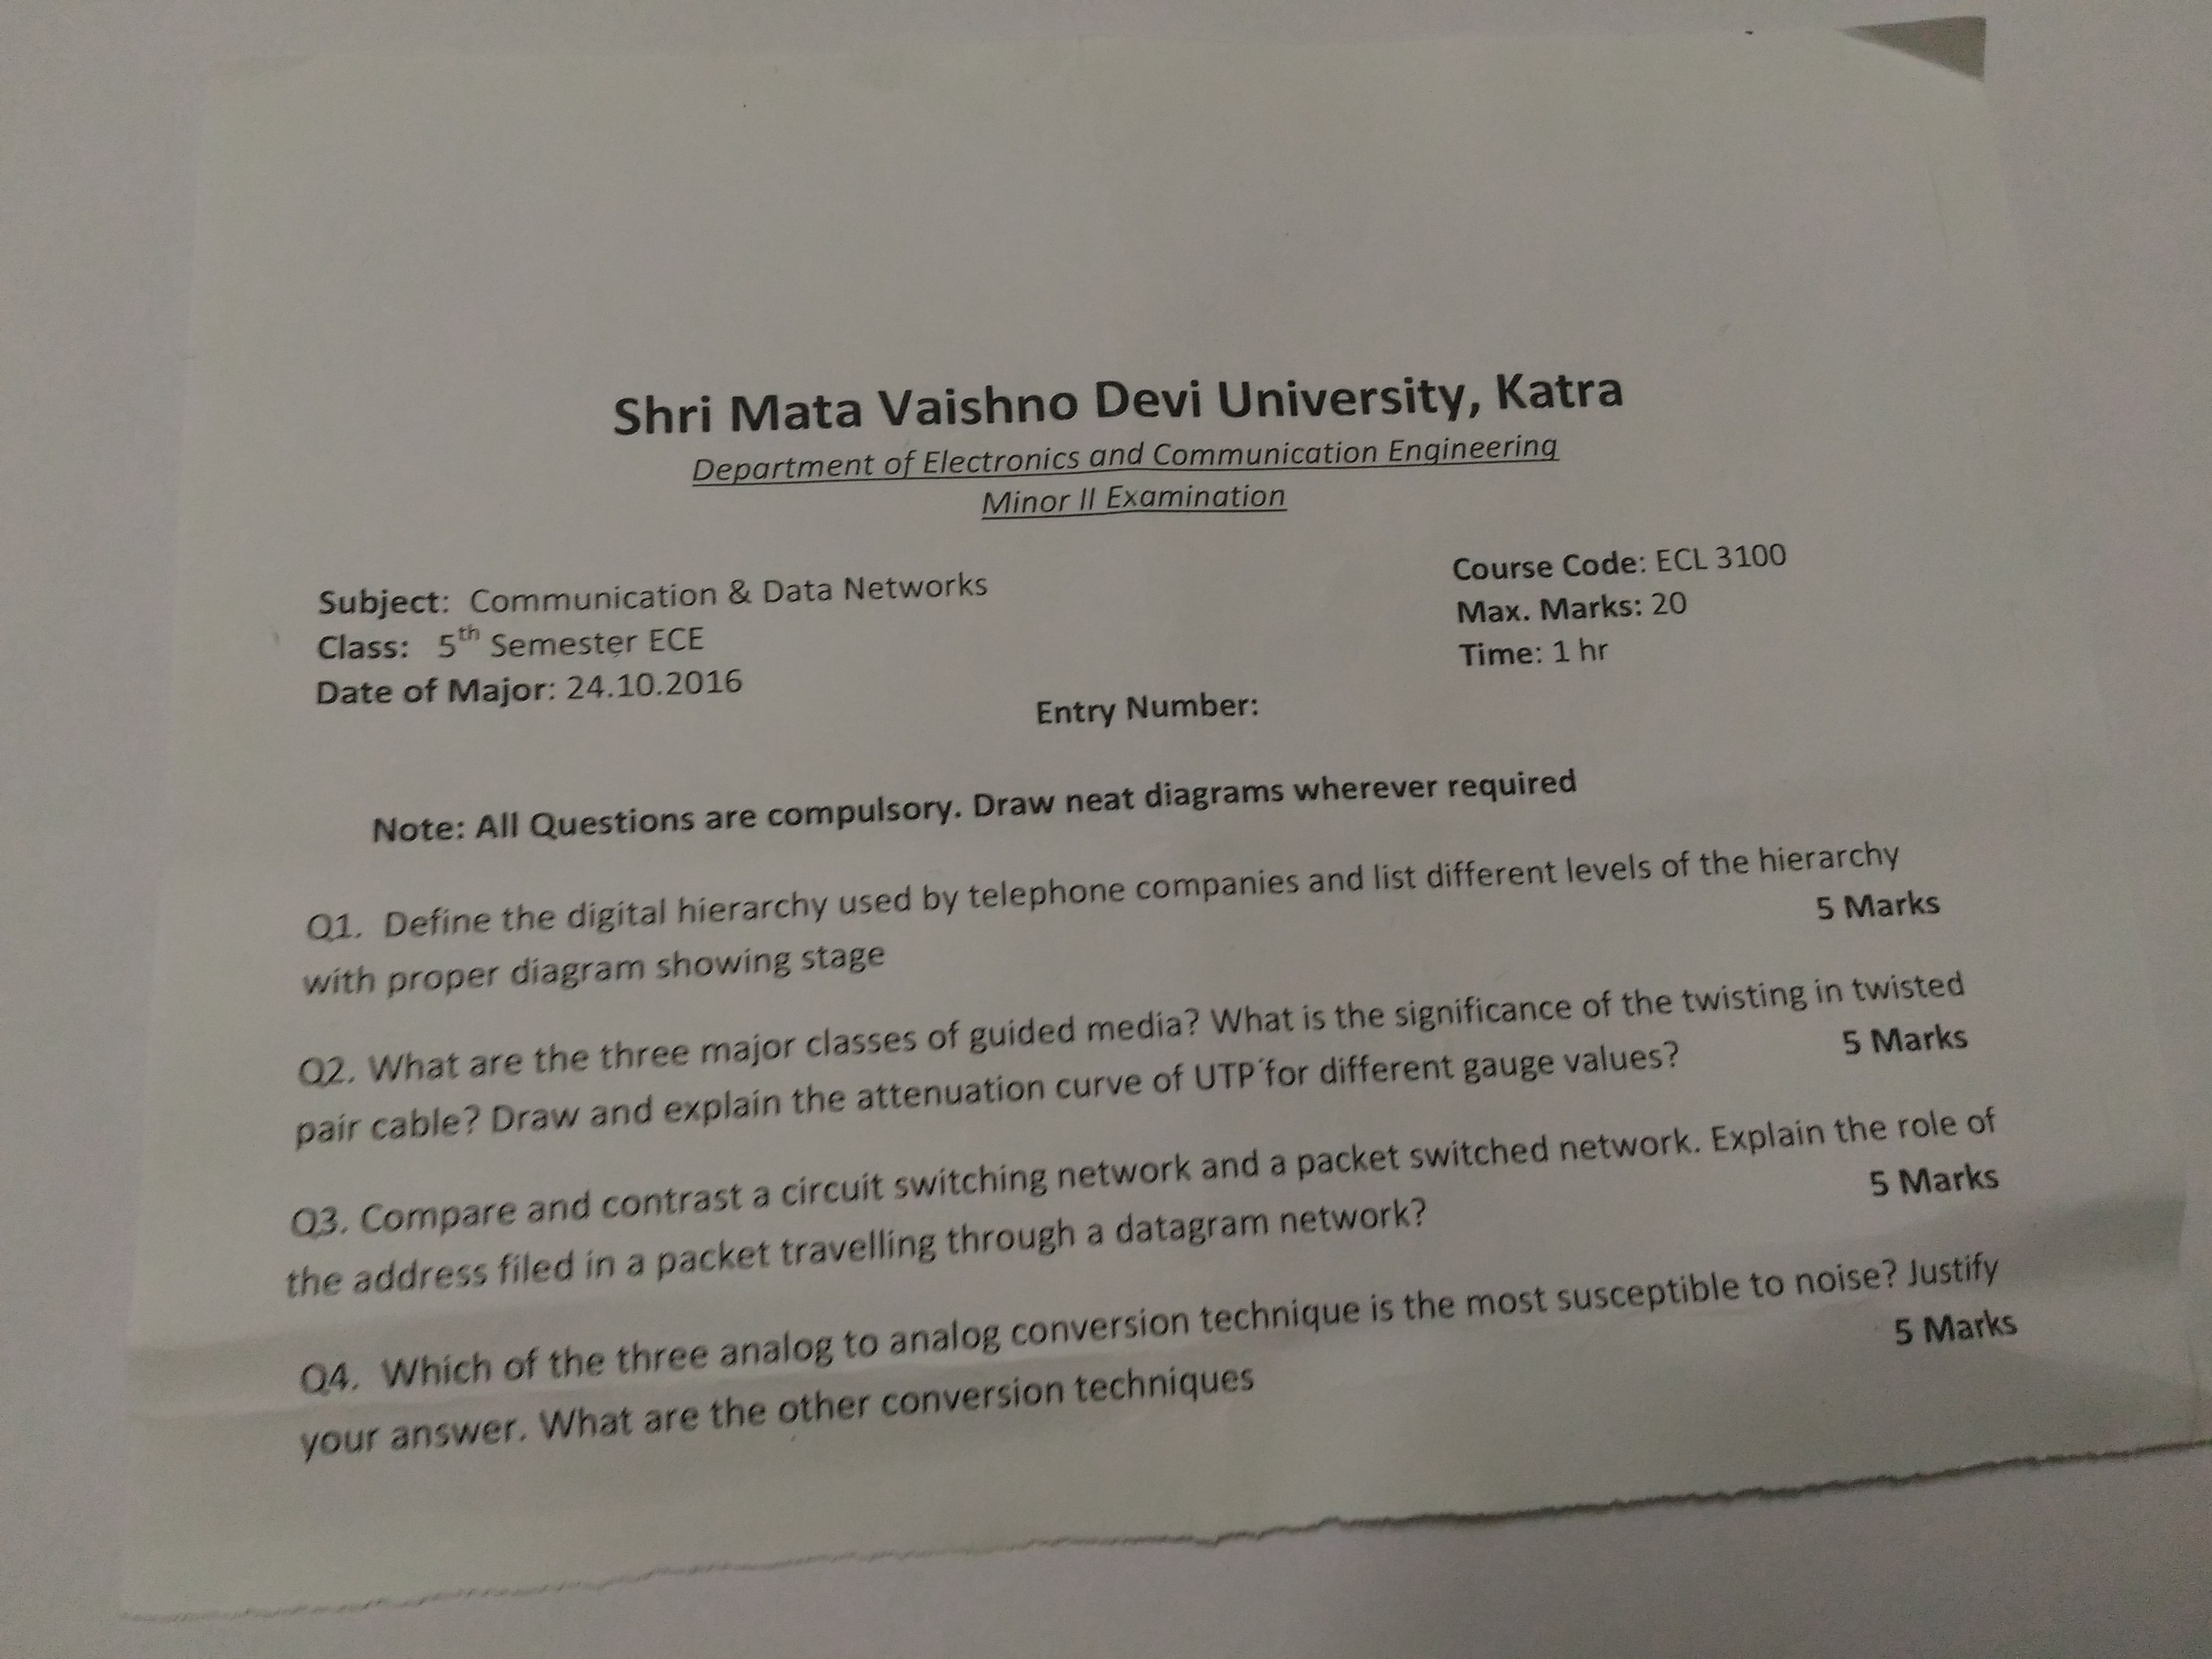 Shri Mata Vaishno Devi University, Katra
Department of Electronics and Communication Engineering
Minor II Examination
Subject: Communication & Data Networks
Class: 5th Semester ECE
Date of Major: 24.10.2016
Course Code: ECL 3100
Max. Marks: 20
Time: 1 hr
Entry Number:
Note: All Questions are compulsory. Draw neat diagrams wherever required
Q1. Define the digital hierarchy used by telephone companies and list different levels of the hierarchy
with proper diagram showing stage 5 Marks
Q2. What are the three major classes of guided media? What is the significance of the twisting in twisted
pair cable? Draw and explain the attenuation curve of UTP for different gauge values? 5 Marks
Q3. Compare and contrast a circuit switching network and a packet switched network. Explain the role of
the address filed in a packet travelling through a datagram network? 5 Marks
Q4. Which of the three analog to analog conversion technique is the most susceptible to noise? Justify
your answer. What are the other conversion techniques 5 Marks